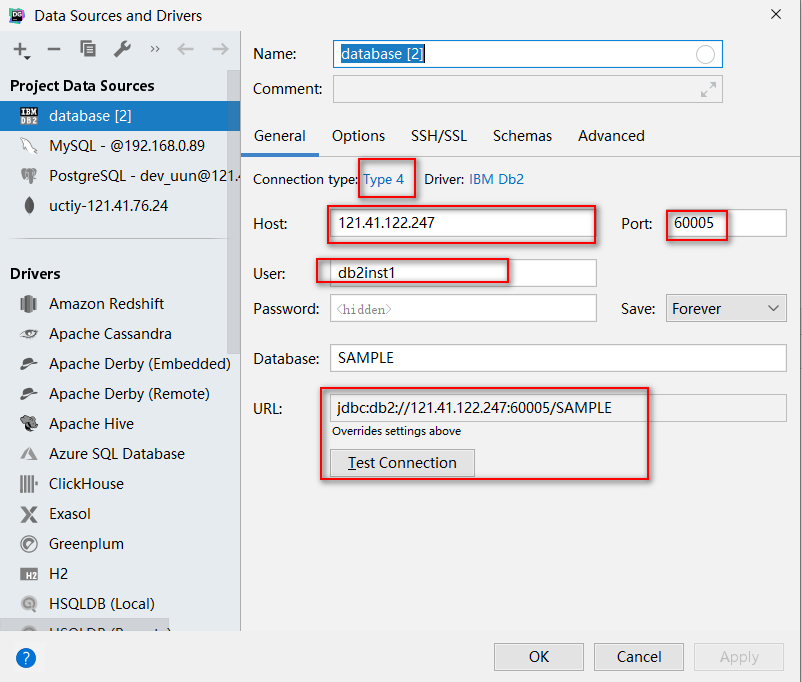 Data Sources and Drivers
Project Data Sources
database [2]
MySQL - @192.168.0.89
PostgreSQL - dev_uun@121.4
uctiy-121.41.76.24
Drivers
Amazon Redshift
Apache Cassandra
Apache Derby (Embedded)
Apache Derby (Remote)
Apache Hive
Azure SQL Database
ClickHouse
Exasol
Greenplum
H2
HSQLDB (Local)
Name: database [2]
Comment:
General Options SSH/SSL Schemas Advanced
Connection type: Type 4 Driver: IBM Db2
Host: 121.41.122.247 Port: 60005
User: db2inst1
Password: <hidden> Save: Forever
Database: SAMPLE
URL: jdbc:db2://121.41.122.247:60005/SAMPLE
Overrides settings above
Test Connection
? OK Cancel Apply